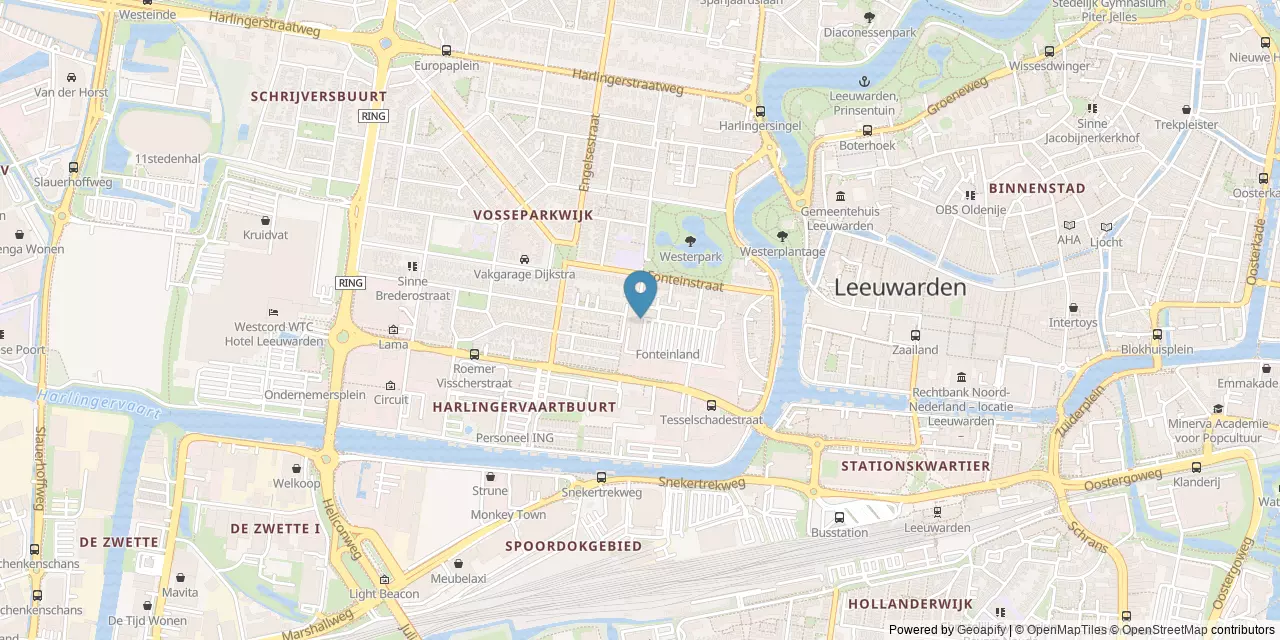 Westeinde
Harlingerstraatweg
Spanjaardslaan
Stedelijk Gymnasium
Piter Jelles
Diaconessenpark
Nieuwe
Europaplein
Wissesdwinger
Van der Horst
Harlingerstraatweg
SCHRIJVERSBUURT
RING
Leeuwarden,
Prinsentuin
Groeneweg
Harlingersingel
Sinne
Jacobijnerkerkhof
Trekpleister
Boterhoek
11stedenhal
Engelsestraat
V
Slauerhoffweg
BINNENSTAD
Oosterka
VOSSEPARKWIJK
Gemeentehuis
Leeuwarden
OBS Oldenije
Kruidvat
AHA
Ljocht
enga Wonen
Westerpark
Westerplantage
Oosterkade
Vakgarage Dijkstra
Sinne
Brederostraat
Fonteinstraat
RING
Leeuwarden
Westcord WTC
Hotel Leeuwarden
Intertoys
se Poort
Lama
Zaailand
Blokhuisplein
Fonteinland
Roemer
Visscherstraat
Emmakade
Ondernemersplein
Circuit
Rechtbank Noord-
Nederland – locatie
Leeuwarden
Harlingervaart
HARLINGERVAARTBUURT
Zuiderplein
Tesselschadestraat
Minerva Academie
voor Popcultuur
Personeel ING
Slauerhoffweg
STATIONSKWARTIER
Welkoop
Strune
Snekertrekweg
Snekertrekweg
Oostergoweg
Klanderij
Wat
Monkey Town
Heliconweg
DE ZWETTE I
Busstation
Leeuwarden
DE ZWETTE
SPOORDOKGEBIED
Schrans
chenkenschans
Meubelaxi
Oostergoweg
Mavita
Light Beacon
chenkenschans
HOLLANDERWIJK
De Tijd Wonen
Marshallweg
Juli
Powered by Geoapify | © OpenMapTiles © OpenStreetMap contributors